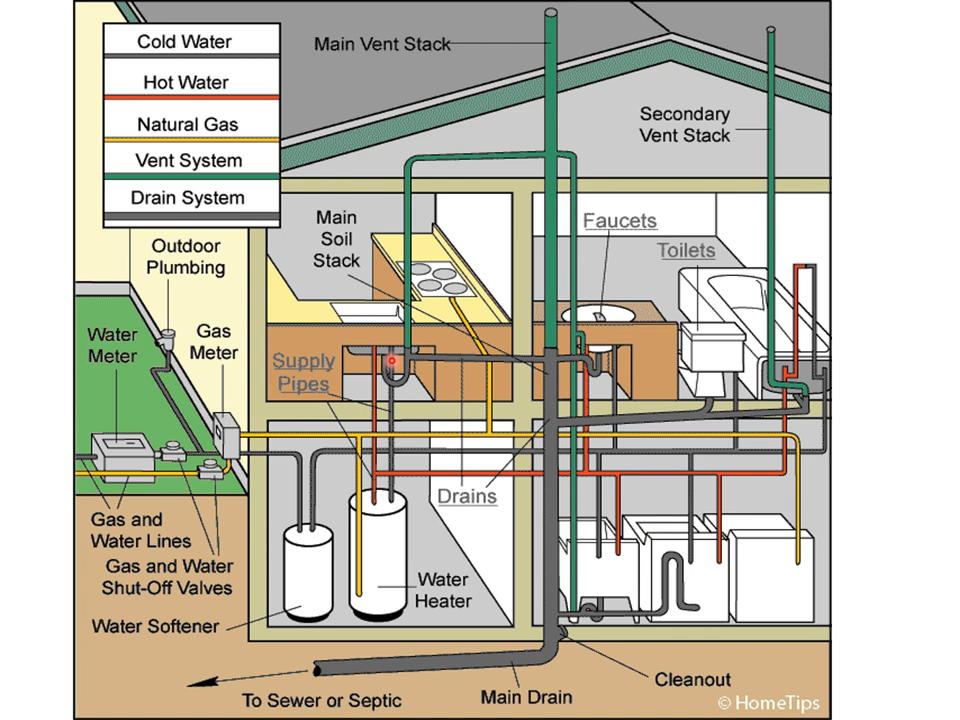 Cold Water
Hot Water
Natural Gas
Vent System
Drain System
Main Vent Stack
Secondary
Vent Stack
Main
Soil
Stack
Faucets
Toilets
Outdoor
Plumbing
Water
Meter
Gas
Meter
Supply
Pipes
Drains
Gas and
Water Lines
Gas and Water
Shut-Off Valves
Water Softener
Water
Heater
To Sewer or Septic
Main Drain
Cleanout
© HomeTips